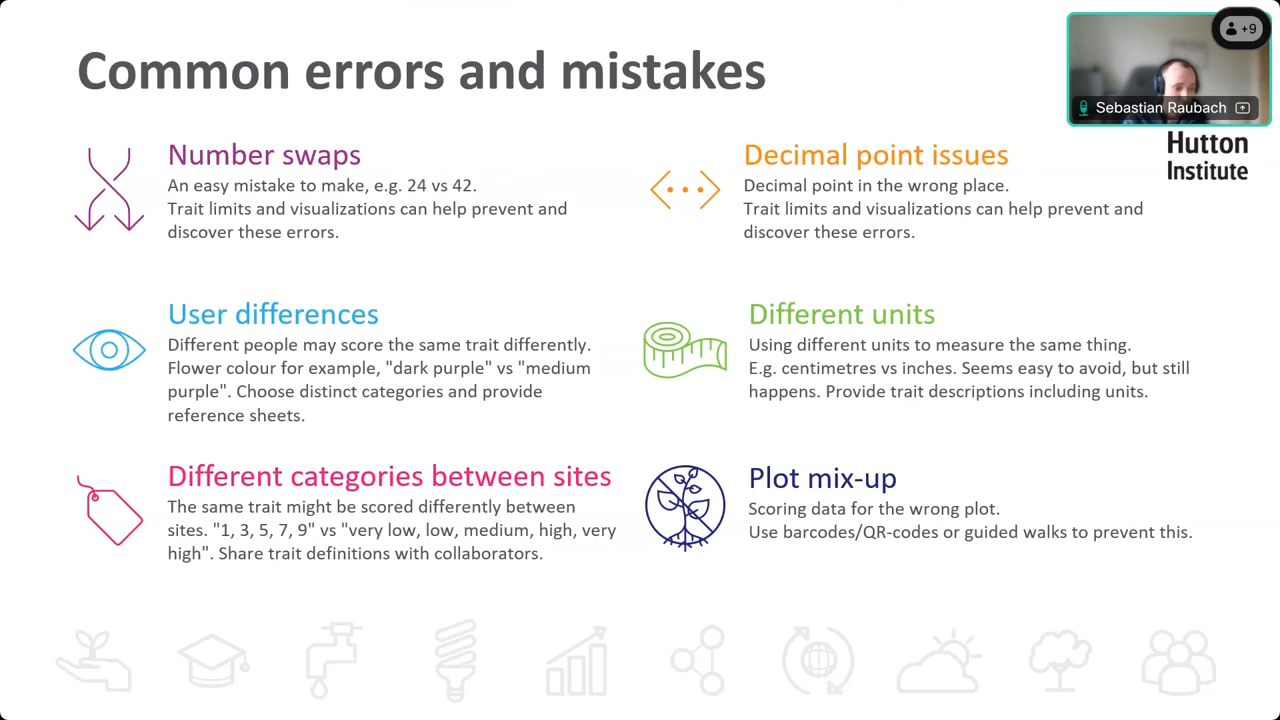 Common errors and mistakes
+9
Sebastian Raubach
Hutton
Institute
Number swaps
An easy mistake to make, e.g. 24 vs 42.
Trait limits and visualizations can help prevent and
discover these errors.
Decimal point issues
Decimal point in the wrong place.
Trait limits and visualizations can help prevent and
discover these errors.
User differences
Different people may score the same trait differently.
Flower colour for example, "dark purple" vs "medium
purple". Choose distinct categories and provide
reference sheets.
Different units
Using different units to measure the same thing.
E.g. centimetres vs inches. Seems easy to avoid, but still
happens. Provide trait descriptions including units.
Different categories between sites
The same trait might be scored differently between
sites. "1, 3, 5, 7, 9" vs "very low, low, medium, high, very
high". Share trait definitions with collaborators.
Plot mix-up
Scoring data for the wrong plot.
Use barcodes/QR-codes or guided walks to prevent this.